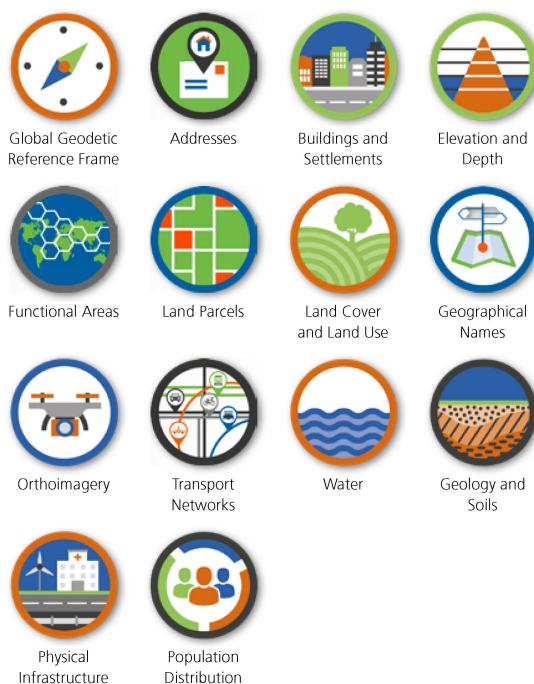 Global Geodetic
Reference Frame
Addresses
Buildings and
Settlements
Elevation and
Depth
Functional Areas
Land Parcels
Land Cover
and Land Use
Geographical
Names
Orthoimagery
Transport
Networks
Water
Geology and
Soils
Physical
Infrastructure
Population
Distribution